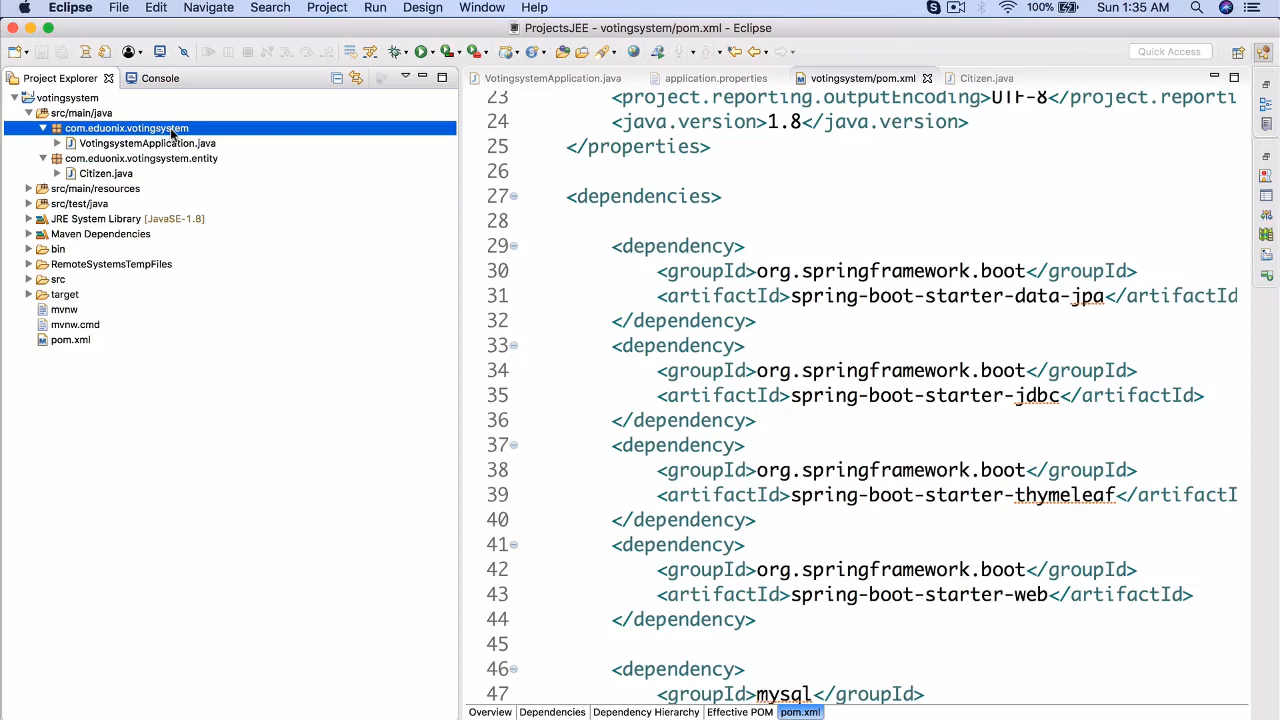 Eclipse File Edit Navigate Search Project Run Design Window Help 100% Sun 1:35 AM
ProjectsJEE - votingsystem/pom.xml - Eclipse
Quick Access
Project Explorer Console VotingsystemApplication.java application.properties votingsystem/pom.xml Citizen.java
votingsystem
src/main/java
com.eduonix.votingsystem
VotingsystemApplication.java
com.eduonix.votingsystem.entity
Citizen.java
src/main/resources
src/test/java
JRE System Library [JavaSE-1.8]
Maven Dependencies
bin
RemoteSystemsTempFiles
src
target
mvnw
mvnw.cmd
pom.xml
23 <project.reporting.outputEncoding>UTF-8</project.reporti
24 <java.version>1.8</java.version>
25 </properties>
26
27 <dependencies>
28
29 <dependency>
30 <groupId>org.springframework.boot</groupId>
31 <artifactId>spring-boot-starter-data-jpa</artifactId
32 </dependency>
33 <dependency>
34 <groupId>org.springframework.boot</groupId>
35 <artifactId>spring-boot-starter-jdbc</artifactId>
36 </dependency>
37 <dependency>
38 <groupId>org.springframework.boot</groupId>
39 <artifactId>spring-boot-starter-thymeleaf</artifactI
40 </dependency>
41 <dependency>
42 <groupId>org.springframework.boot</groupId>
43 <artifactId>spring-boot-starter-web</artifactId>
44 </dependency>
45
46 <dependency>
47 <groupId>mysql</groupId>
Overview Dependencies Dependency Hierarchy Effective POM pom.xml